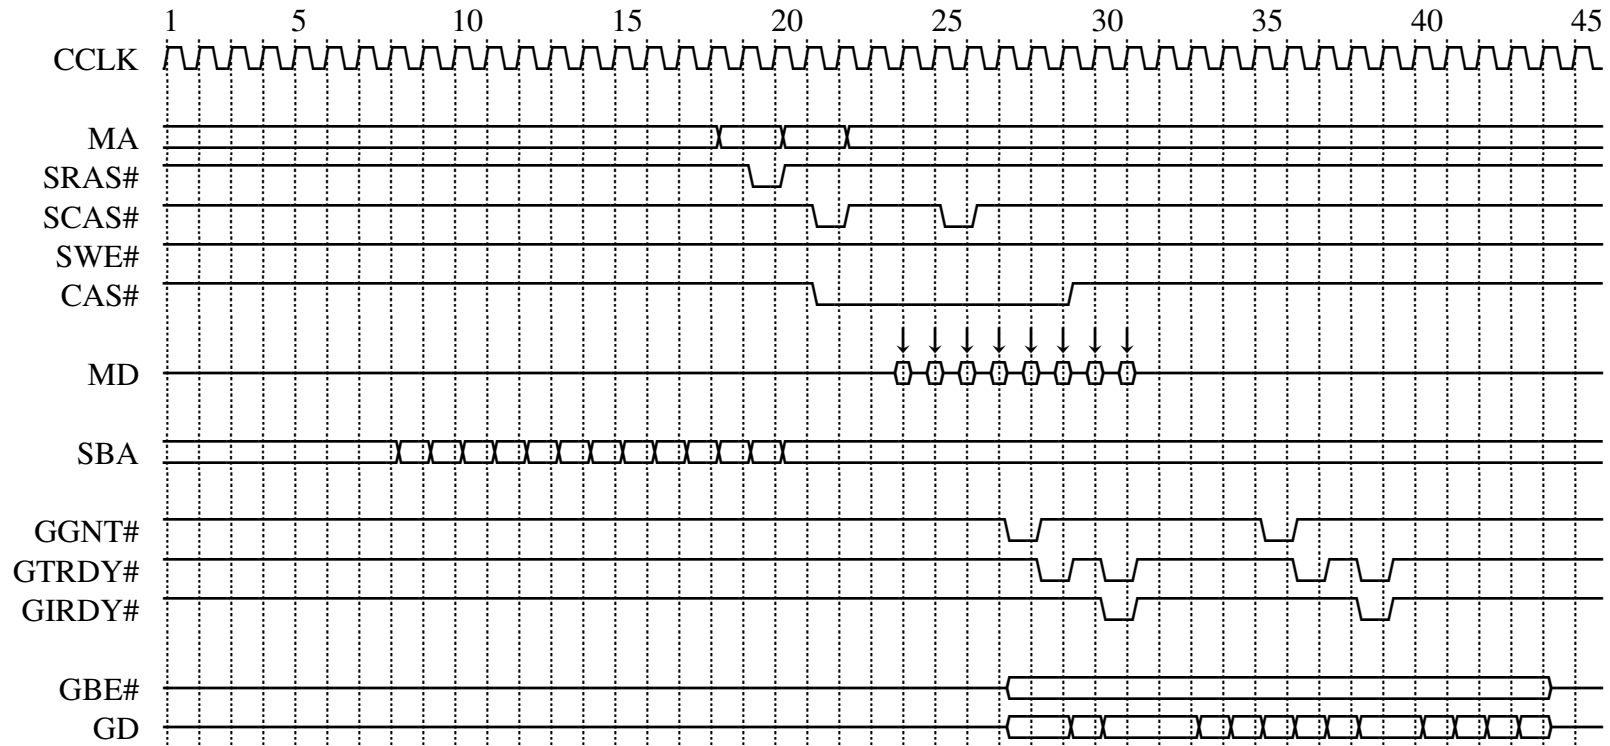 1 5 10 15 20 25 30 35 40 45
CCLK
MA
SRAS#
SCAS#
SWE#
CAS#
MD
SBA
GGNT#
GTRDY#
GIRDY#
GBE#
GD